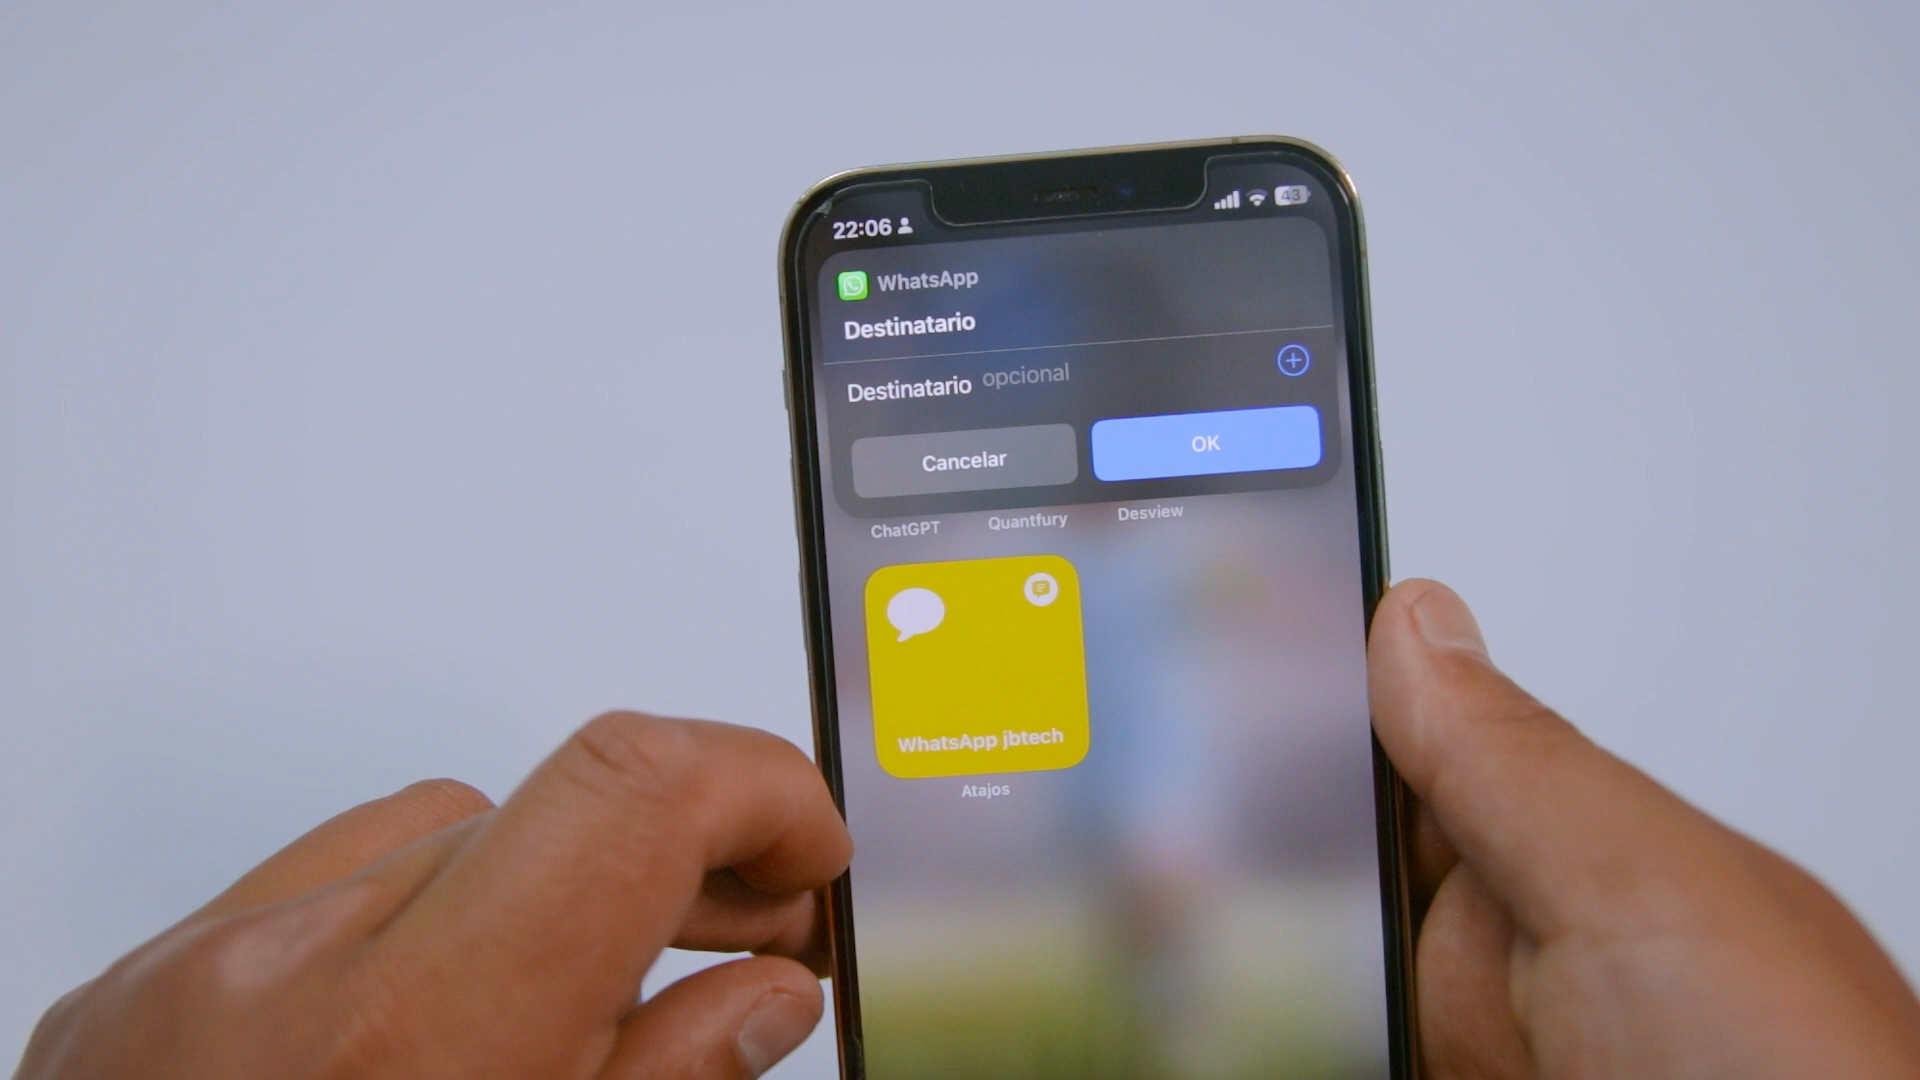 22:06
43
WhatsApp
Destinatario
Destinatario opcional
Cancelar
OK
ChatGPT
Quantfury
Desview
WhatsApp jbtech
Atajos